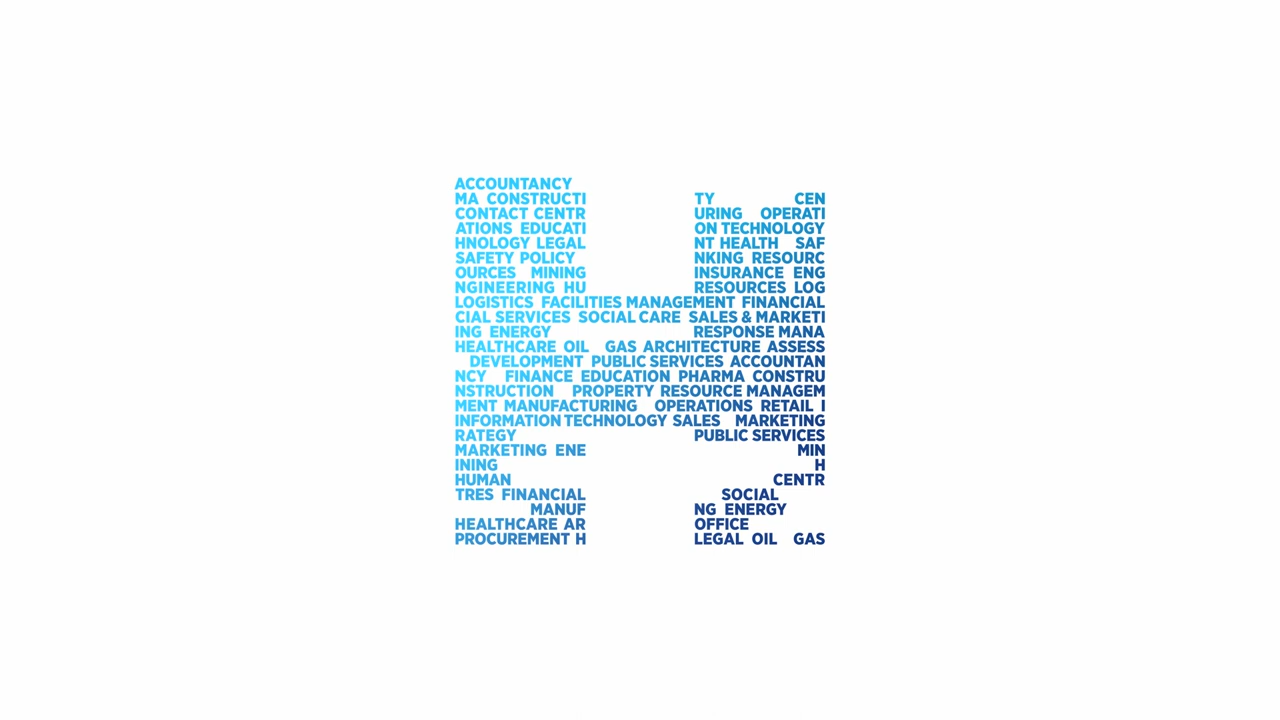 ACCOUNTANCY
MA CONSTRUCTI TY CEN
CONTACT CENTR URING OPERATI
ATIONS EDUCATI ON TECHNOLOGY
HNOLOGY LEGAL NT HEALTH SAF
SAFETY POLICY NKING RESOURC
OURCES MINING INSURANCE ENG
NGINEERING HU RESOURCES LOG
LOGISTICS FACILITIES MANAGEMENT FINANCIAL
CIAL SERVICES SOCIAL CARE SALES & MARKETI
ING ENERGY RESPONSE MANA
HEALTHCARE OIL GAS ARCHITECTURE ASSESS
DEVELOPMENT PUBLIC SERVICES ACCOUNTAN
NCY FINANCE EDUCATION PHARMA CONSTRU
NSTRUCTION PROPERTY RESOURCE MANAGEM
MENT MANUFACTURING OPERATIONS RETAIL I
INFORMATION TECHNOLOGY SALES MARKETING
RATEGY PUBLIC SERVICES
MARKETING ENE MIN
INING H
HUMAN CENTR
TRES FINANCIAL SOCIAL
MANUF NG ENERGY
HEALTHCARE AR OFFICE
PROCUREMENT H LEGAL OIL GAS